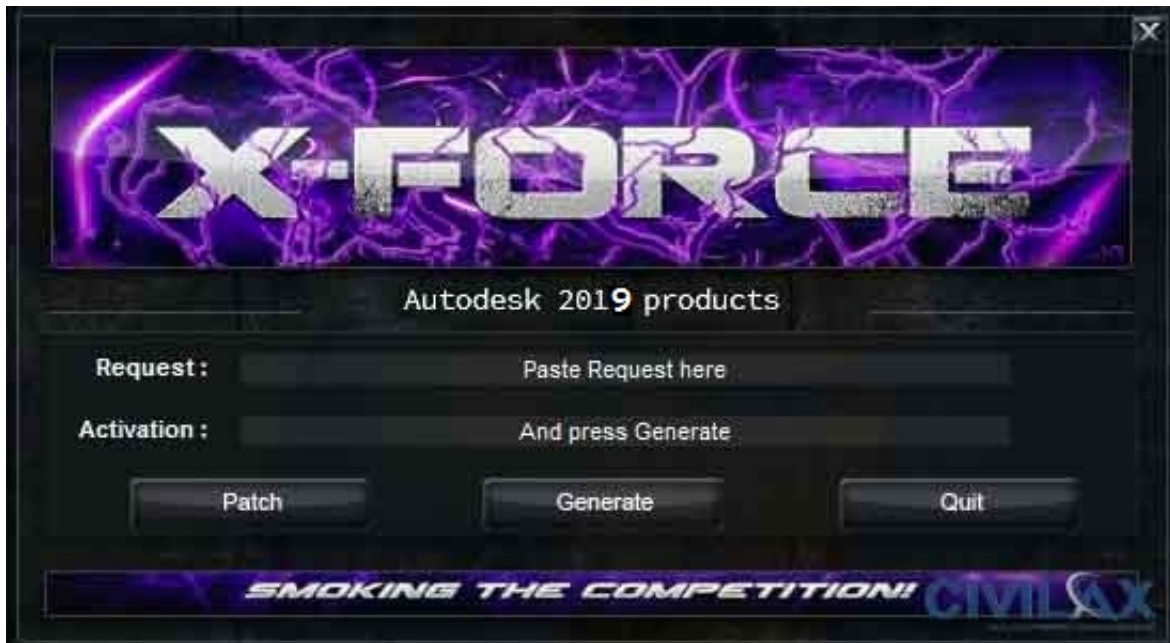 X
X-FORCE
Autodesk 2019 products
Request : Paste Request here
Activation : And press Generate
Patch Generate Quit
SMOKING THE COMPETITION!
CIVILAX